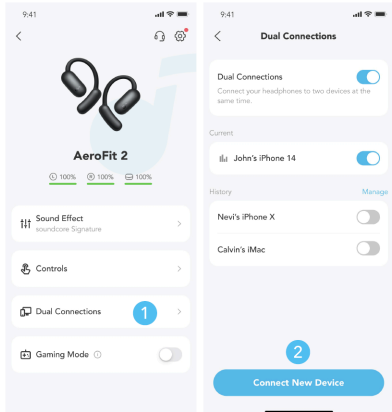 9:41
AeroFit 2
L 100% R 100% 100%
Sound Effect
soundcore Signature
Controls
Dual Connections
1
Gaming Mode
9:41
Dual Connections
Dual Connections
Connect your headphones to two devices at the
same time.
Current
John's iPhone 14
History Manage
Nevi's iPhone X
Calvin's iMac
2
Connect New Device